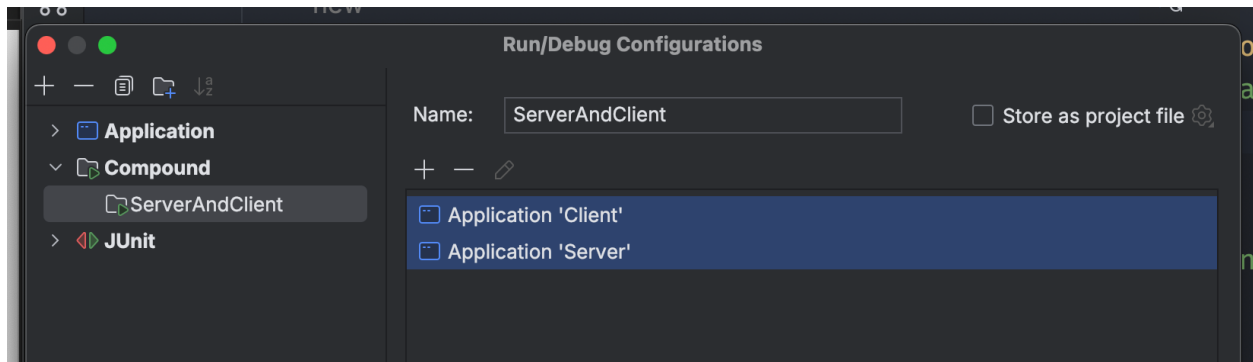 Run/Debug Configurations
Application
Compound
ServerAndClient
JUnit
Name: ServerAndClient
Store as project file
Application 'Client'
Application 'Server'